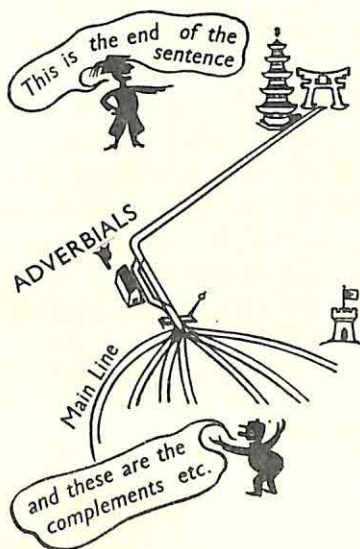 This is the end of the
sentence
ADVERBIALS
Main Line
and these are the
complements etc.